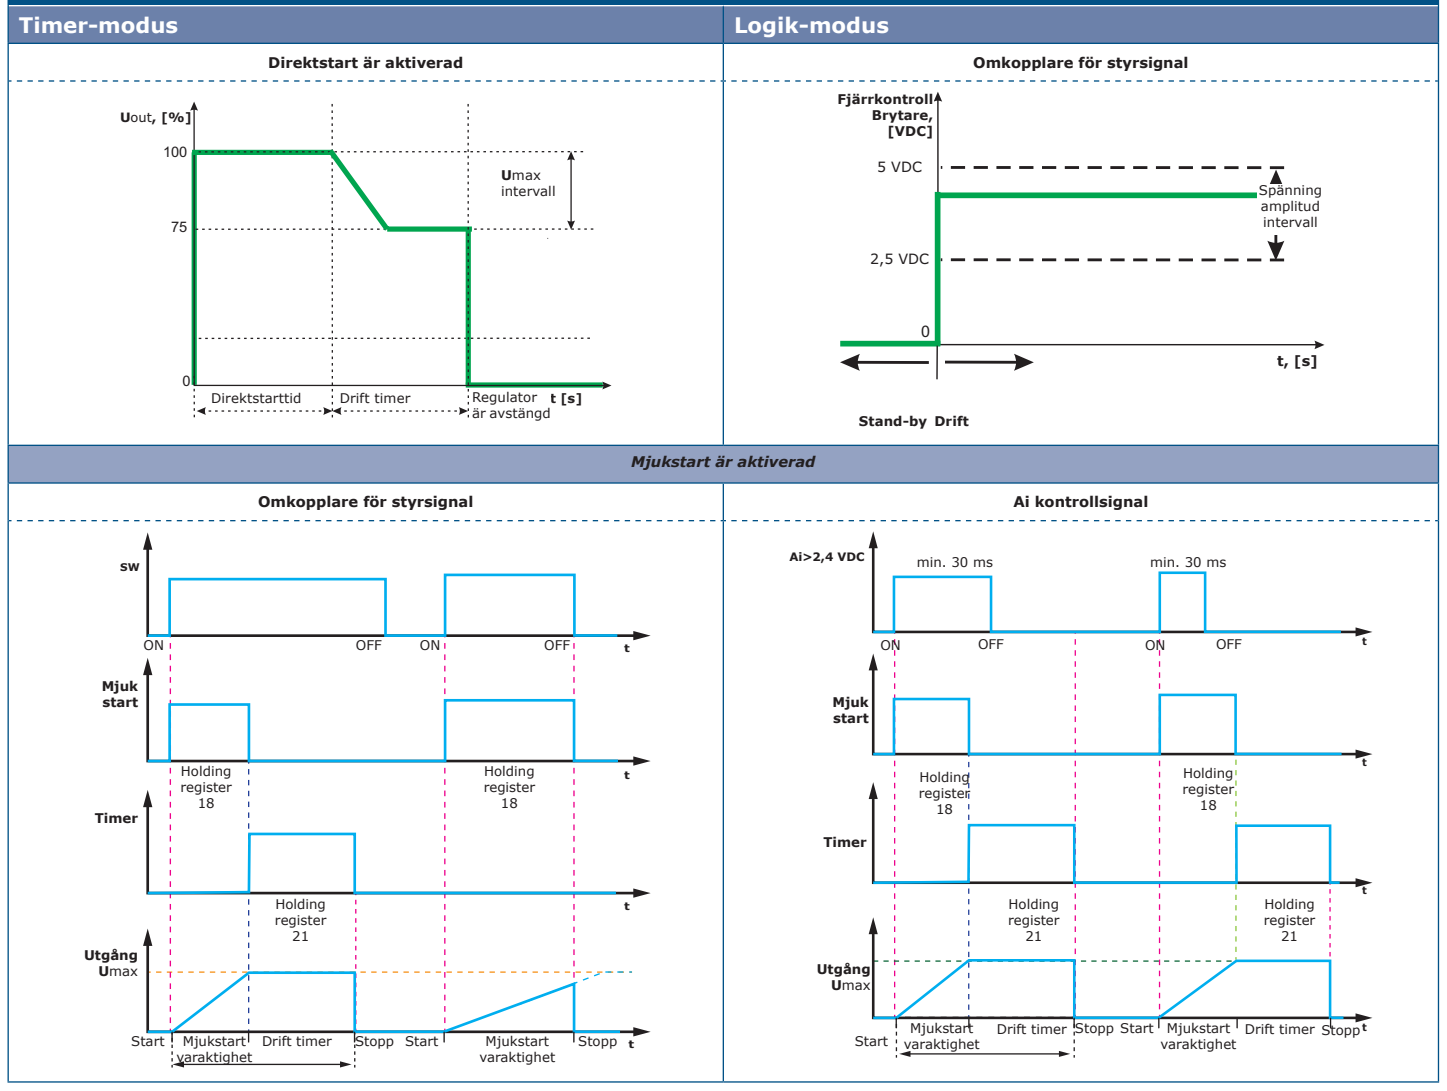 Timer-modus
Logik-modus
Direktstart är aktiverad
Uout, [%]
100
75
0
Umax
intervall
Direktstarttid
Drift timer
Regulator
är avstängd
t [s]
Omkopplare för styrsignal
Fjärrkontroll
Brytare,
[VDC]
5 VDC
2,5 VDC
0
Spänning
amplitud
intervall
t, [s]
Stand-by Drift
Mjukstart är aktiverad
Omkopplare för styrsignal
SW
ON
OFF
ON
OFF
t
Mjuk
start
Holding
register
18
Holding
register
18
t
Timer
Holding
register
21
t
Utgång
Umax
Start
Mjukstart
varaktighet
Drift timer
Stopp
Start
Mjukstart
varaktighet
Stopp
t
Ai kontrollsignal
Ai>2,4 VDC
min. 30 ms
min. 30 ms
ON
OFF
ON
OFF
t
Mjuk
start
Holding
register
18
Holding
register
18
t
Timer
Holding
register
21
Holding
register
21
t
Utgång
Umax
Start
Mjukstart
varaktighet
Drift timer
Stopp
Start
Mjukstart
varaktighet
Drift timer
Stopp
t